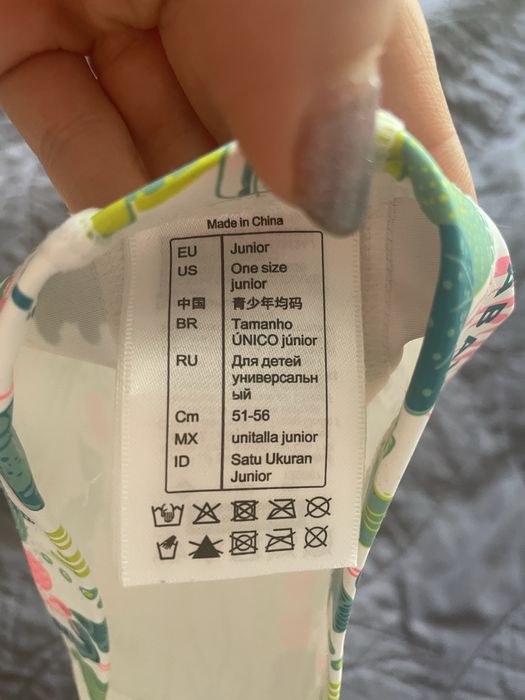 Made in China
EU Junior
US One size
junior
中国 青少年均码
BR Tamanho
ÚNICO júnior
RU Для детей
универсальн
ый
Cm 51-56
MX unitalla junior
ID Satu Ukuran
Junior